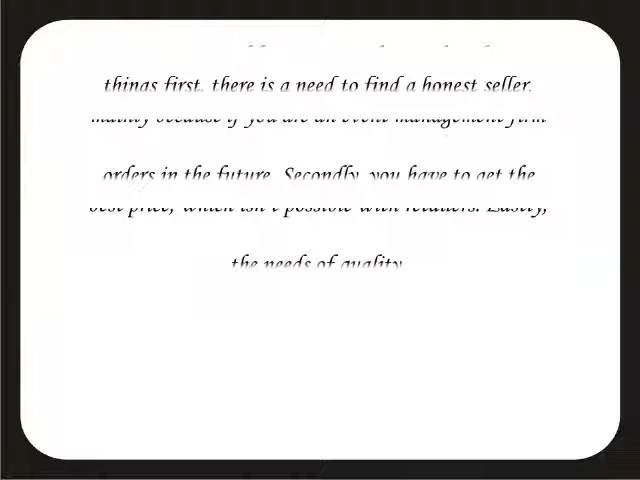 things first, there is a need to find a honest seller,
mainly because if you are an event management firm
orders in the future. Secondly, you have to get the
best price, which isn't possible with retailers. Lastly,
the needs of quality